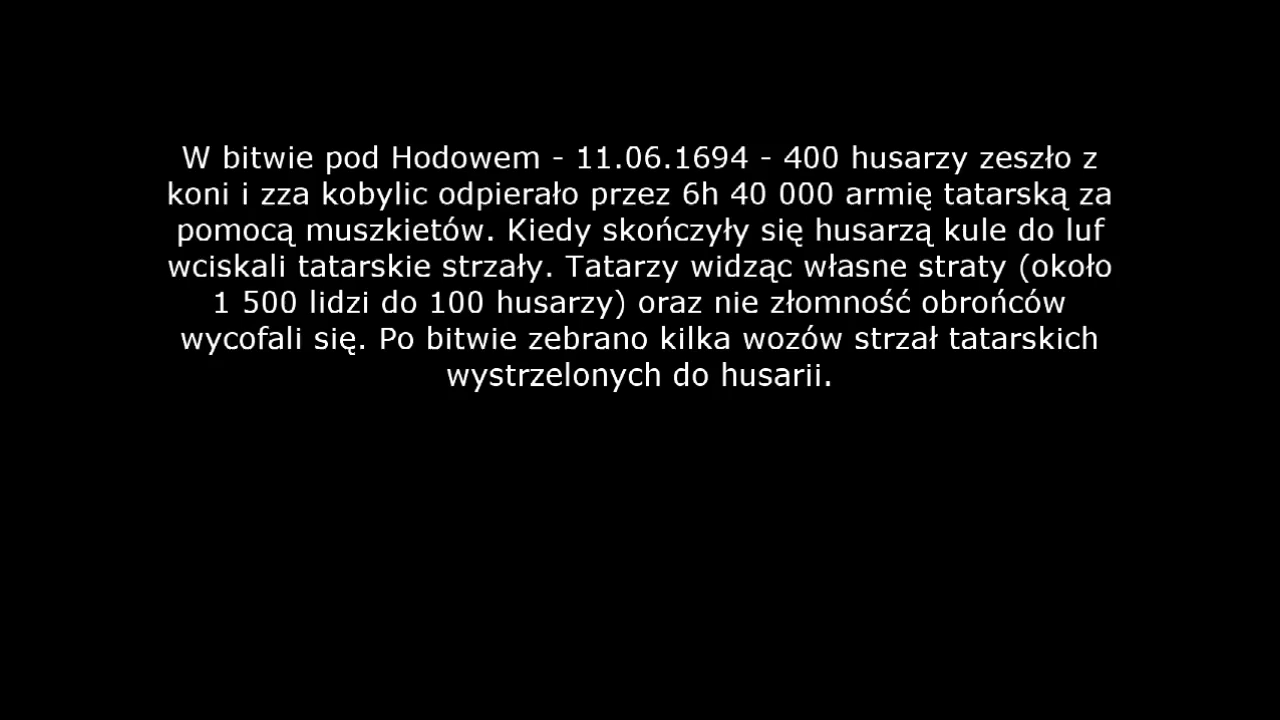 W bitwie pod Hodowem - 11.06.1694 - 400 husarzy zeszło z
koni i zza kobylic odpierało przez 6h 40 000 armię tatarską za
pomocą muszkietów. Kiedy skończyły się husarzą kule do luf
wciskali tatarskie strzały. Tatarzy widząc własne straty (około
1 500 lidzi do 100 husarzy) oraz nie złomność obrońców
wycofali się. Po bitwie zebrano kilka wozów strzał tatarskich
wystrzelonych do husarii.